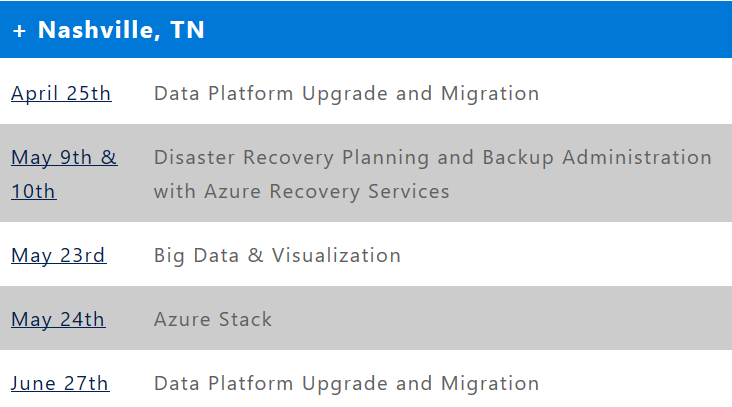 + Nashville, TN
April 25th Data Platform Upgrade and Migration
May 9th & Disaster Recovery Planning and Backup Administration
10th with Azure Recovery Services
May 23rd Big Data & Visualization
May 24th Azure Stack
June 27th Data Platform Upgrade and Migration